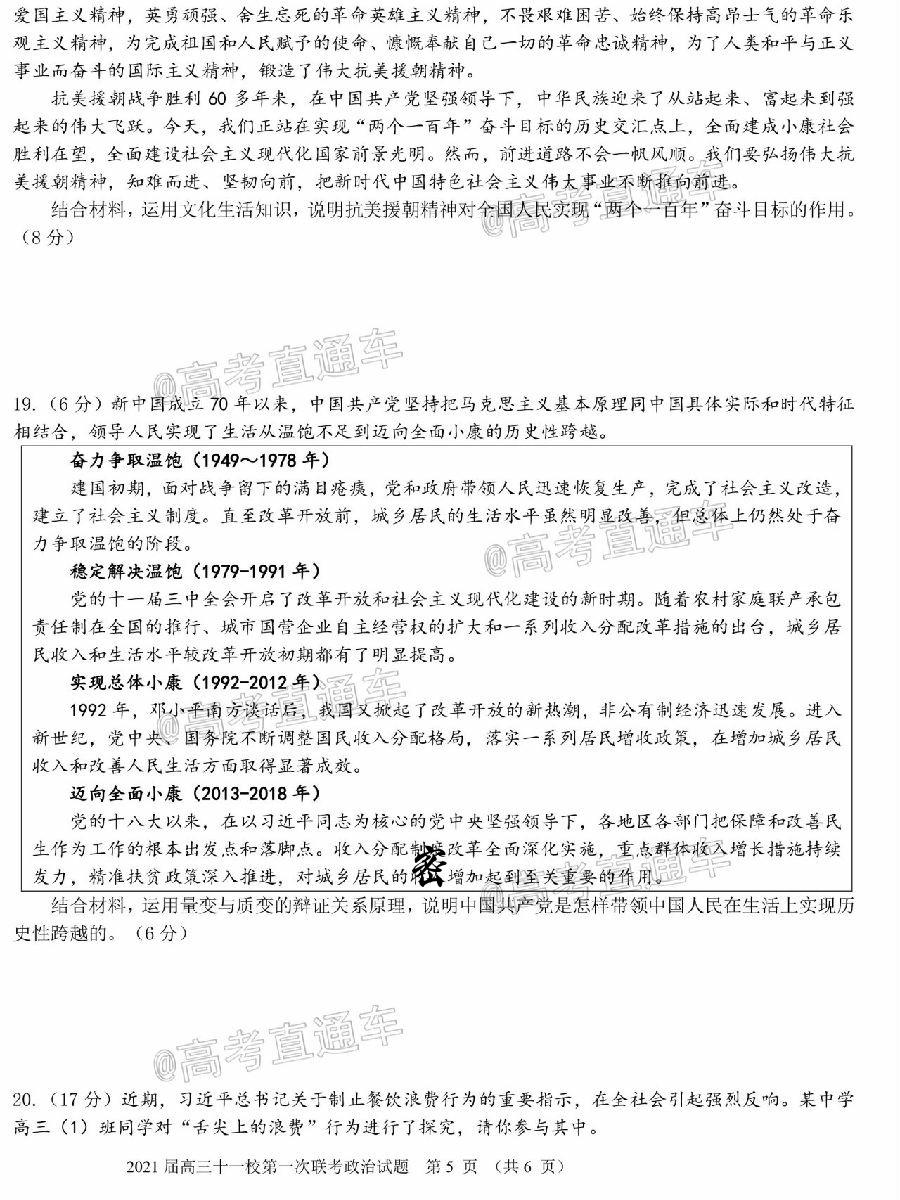 爱国主义精神，英勇顽强、舍生忘死的革命英雄主义精神，不畏艰难困苦、始终保持高昂士气的革命乐
观主义精神，为完成祖国和人民赋予的使命、慷慨奉献自己一切的革命忠诚精神，为了人类和平与正义
事业而奋斗的国际主义精神，锻造了伟大抗美援朝精神。
抗美援朝战争胜利 60 多年来，在中国共产党坚强领导下，中华民族迎来了从站起来、富起来到强
起来的伟大飞跃。今天，我们正站在实现“两个一百年”奋斗目标的历史交汇点上，全面建成小康社会
胜利在望，全面建设社会主义现代化国家前景光明。然而，前进道路不会一帆风顺。我们要弘扬伟大抗
美援朝精神，知难而进、坚韧向前，把新时代中国特色社会主义伟大事业不断推向前进。
结合材料，运用文化生活知识，说明抗美援朝精神对全国人民实现“两个一百年”奋斗目标的作用。
（8 分）
@高考直通车
@高考直通车
19.（6 分）新中国成立 70 年以来，中国共产党坚持把马克思主义基本原理同中国具体实际和时代特征
相结合，领导人民实现了生活从温饱不足到迈向全面小康的历史性跨越。
奋力争取温饱（1949～1978 年）
建国初期，面对战争留下的满目疮痍，党和政府带领人民迅速恢复生产，完成了社会主义改造，
建立了社会主义制度。直至改革开放前，城乡居民的生活水平虽然明显改善，但总体上仍然处于奋
力争取温饱的阶段。
@高考直通车
稳定解决温饱（1979-1991 年）
党的十一届三中全会开启了改革开放和社会主义现代化建设的新时期。随着农村家庭联产承包
责任制在全国的推行、城市国营企业自主经营权的扩大和一系列收入分配改革措施的出台，城乡居
民收入和生活水平较改革开放初期都有了明显提高。
实现总体小康（1992-2012 年）
@高考直通车
1992 年，邓小平南方谈话后，我国又掀起了改革开放的新热潮，非公有制经济迅速发展。进入
新世纪，党中央、国务院不断调整国民收入分配格局，落实一系列居民增收政策，在增加城乡居民
收入和改善人民生活方面取得显著成效。
迈向全面小康（2013-2018 年）
党的十八大以来，在以习近平同志为核心的党中央坚强领导下，各地区各部门把保障和改善民
生作为工作的根本出发点和落脚点。收入分配制度改革全面深化实施，重点群体收入增长措施持续
发力，精准扶贫政策深入推进，对城乡居民的收 增加起到至关重要的作用。
密
@高考直通车
结合材料，运用量变与质变的辩证关系原理，说明中国共产党是怎样带领中国人民在生活上实现历
史性跨越的。（6 分）
@高考直通车
20.（17 分）近期，习近平总书记关于制止餐饮浪费行为的重要指示，在全社会引起强烈反响。某中学
高三（1）班同学对“舌尖上的浪费”行为进行了探究，请你参与其中。
2021 届高三十一校第一次联考政治试题 第 5 页 （共 6 页）